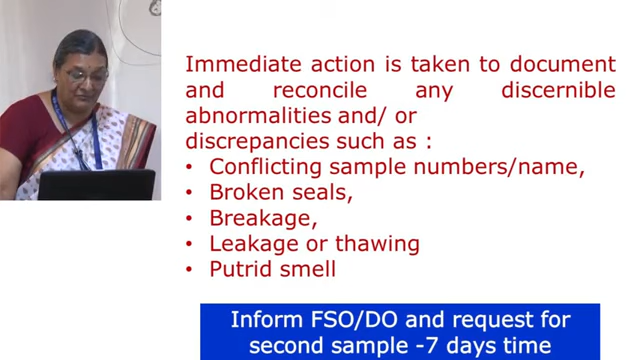 Immediate action is taken to document
and reconcile any discernible
abnormalities and/ or
discrepancies such as :
• Conflicting sample numbers/name,
• Broken seals,
• Breakage,
• Leakage or thawing
• Putrid smell
Inform FSO/DO and request for
second sample -7 days time